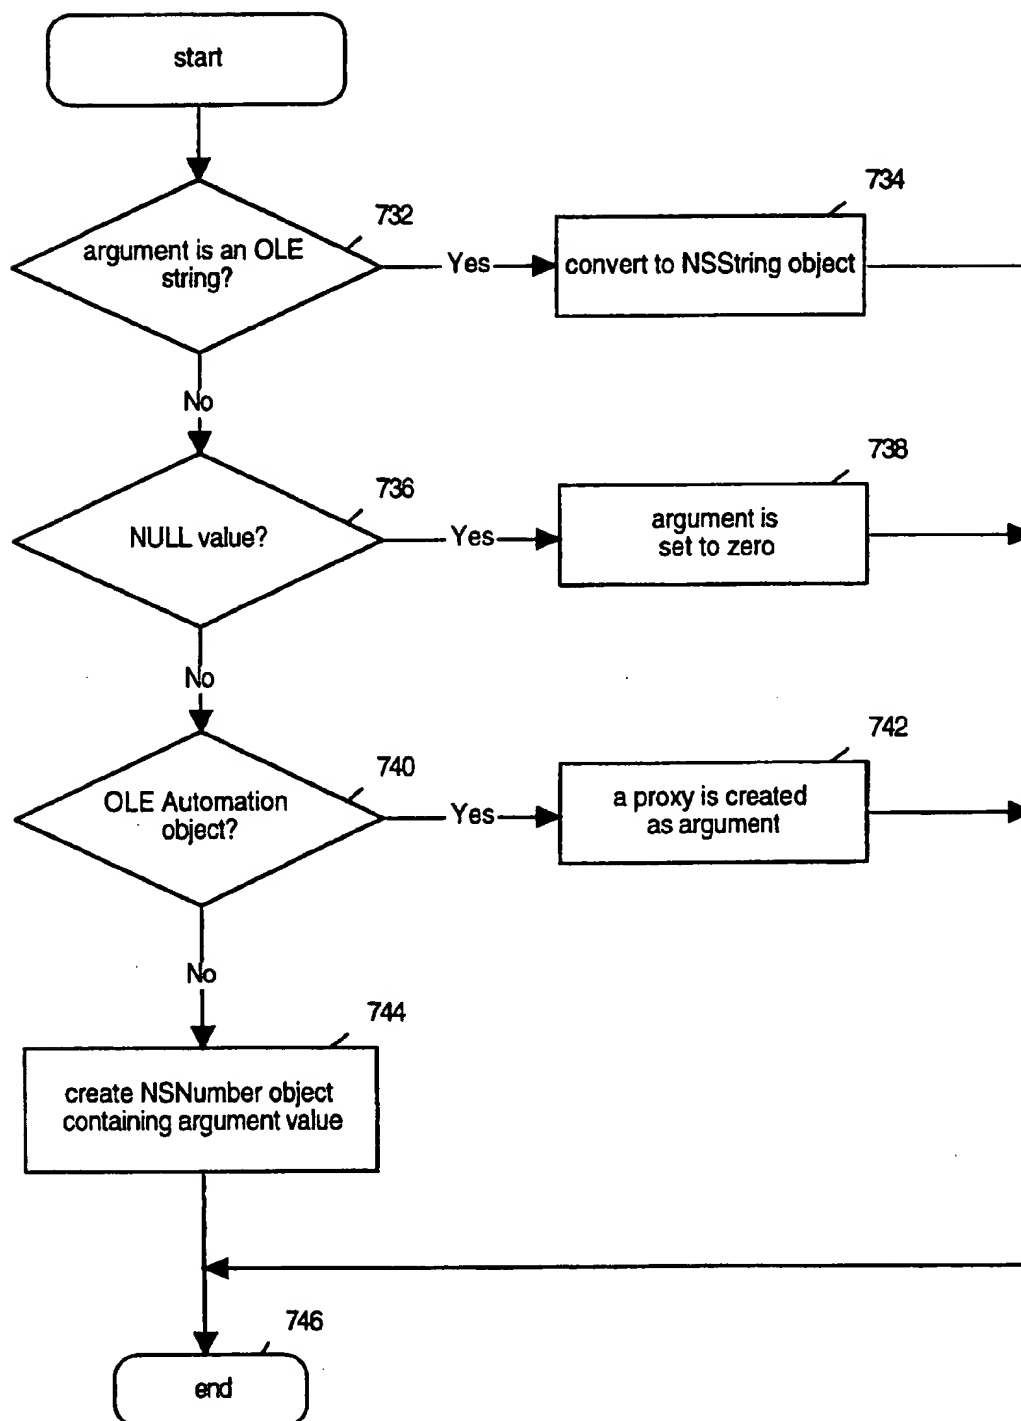 start
732
argument is an OLE
string?
Yes
734
convert to NSString object
No
736
NULL value?
Yes
738
argument is
set to zero
No
740
OLE Automation
object?
Yes
742
a proxy is created
as argument
No
744
create NSNumber object
containing argument value
746
end